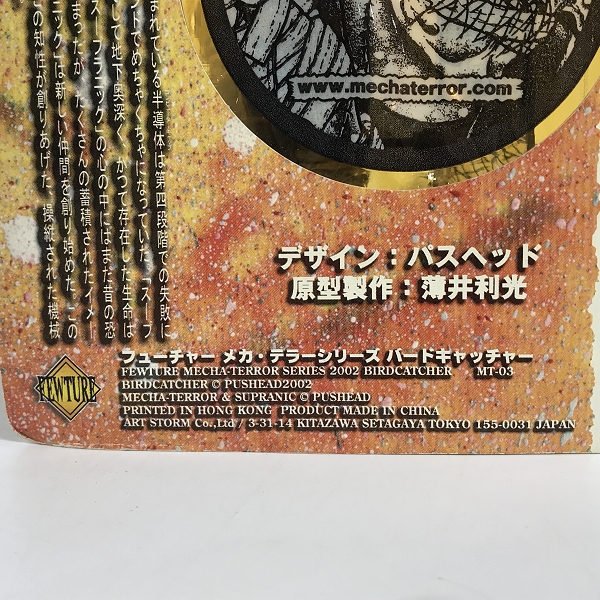 まれている半導体は第四段階での失敗に
ントでめちゃくちゃになっていた。「スープ
して地下奥深く、かつて存在した生命は
スープラニック」の心の中にはまだ昔の恐
まったが、たくさんの蓄積されたイメー
ニック」は新しい仲間を創り始めた。この
この知性が創りあげた、操縦された機械
www.mechaterror.com
デザイン：パスヘッド
原型製作：薄井利光
フューチャー メカ・テラーシリーズ バードキャッチャー
FEWTURE MECHA-TERROR SERIES 2002 BIRDCATCHER MT-03
BIRDCATCHER © PUSHEAD2002
MECHA-TERROR & SUPRANIC © PUSHEAD
PRINTED IN HONG KONG PRODUCT MADE IN CHINA
ART STORM Co.,Ltd / 3-31-14 KITAZAWA SETAGAYA TOKYO 155-0031 JAPAN
FEWTURE